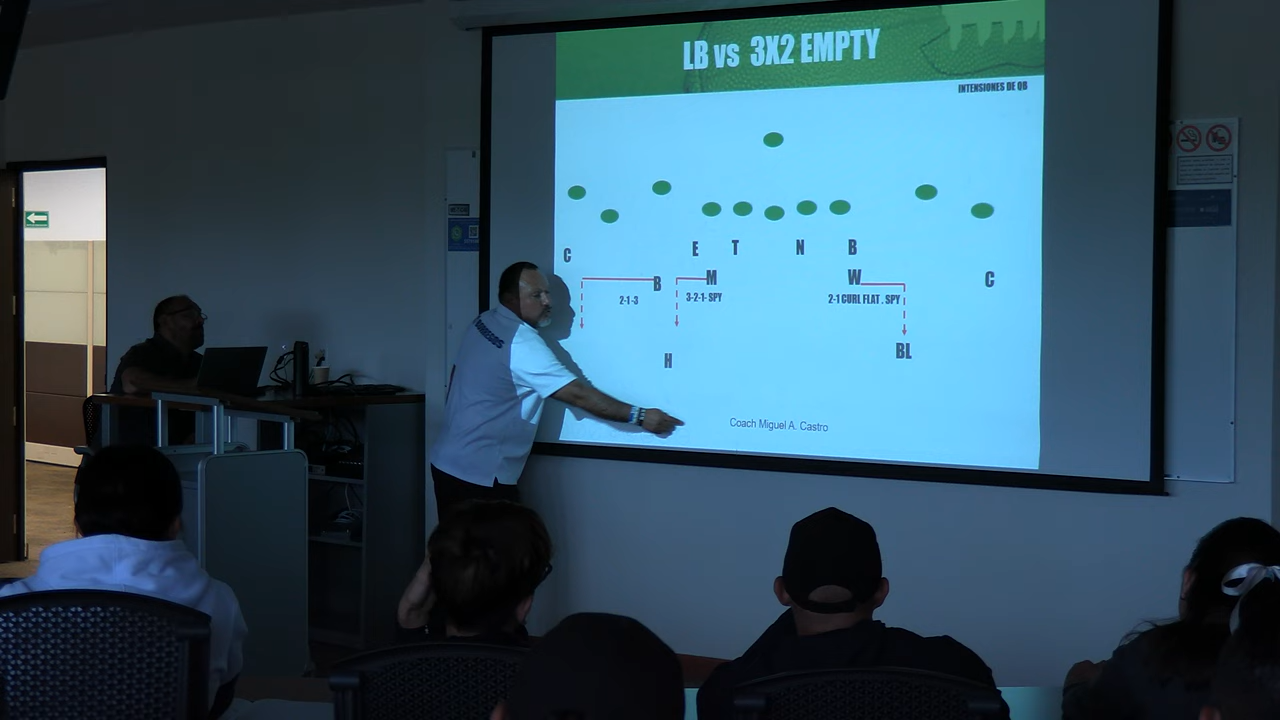 LB vs 3X2 EMPTY
INTENSIONES DE QB
E T N B
C
B M W C
2-1 -3 3-2-1- SPY 2-1 CURL FLAT . SPY
H BL
Coach Miguel A. Castro
BORREGOS